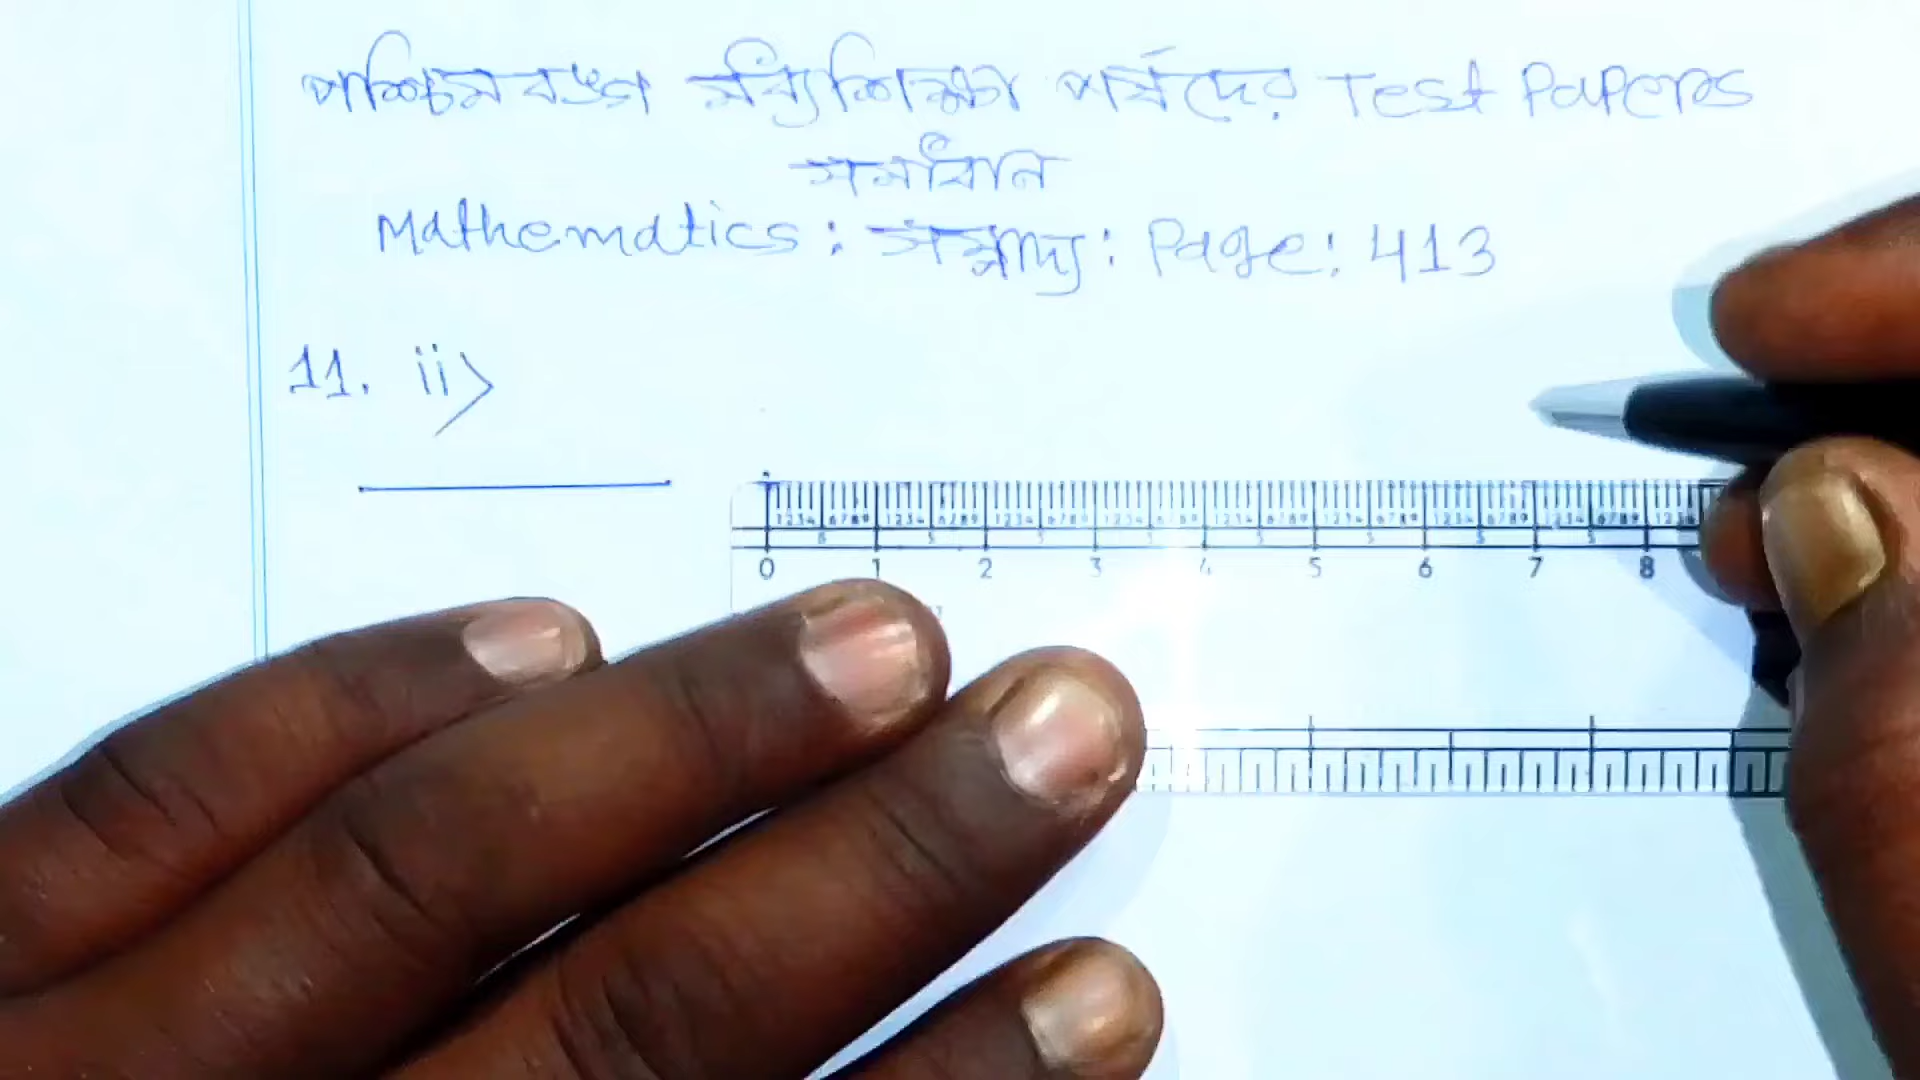 পশ্চিমবঙ্গ মধ্যশিক্ষা পর্ষদের Test Papers
সমাধান
Mathematics : সম্পাদ্য : Page : 413
11. ii>
0 1 2 3 4 5 6 7 8